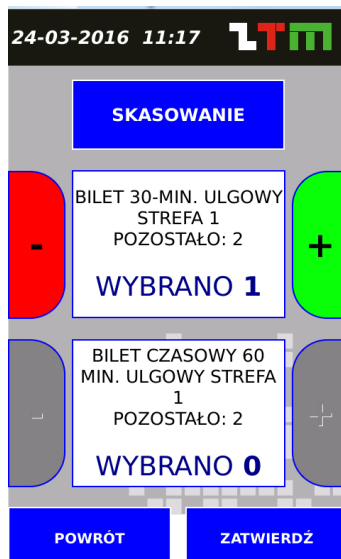 24-03-2016 11:17 ZTM
SKASOWANIE
BILET 30-MIN. ULGOWY
STREFA 1
POZOSTAŁO: 2
- +
WYBRANO 1
BILET CZASOWY 60
MIN. ULGOWY STREFA
1
POZOSTAŁO: 2
- +
WYBRANO 0
POWRÓT ZATWIERDŹ